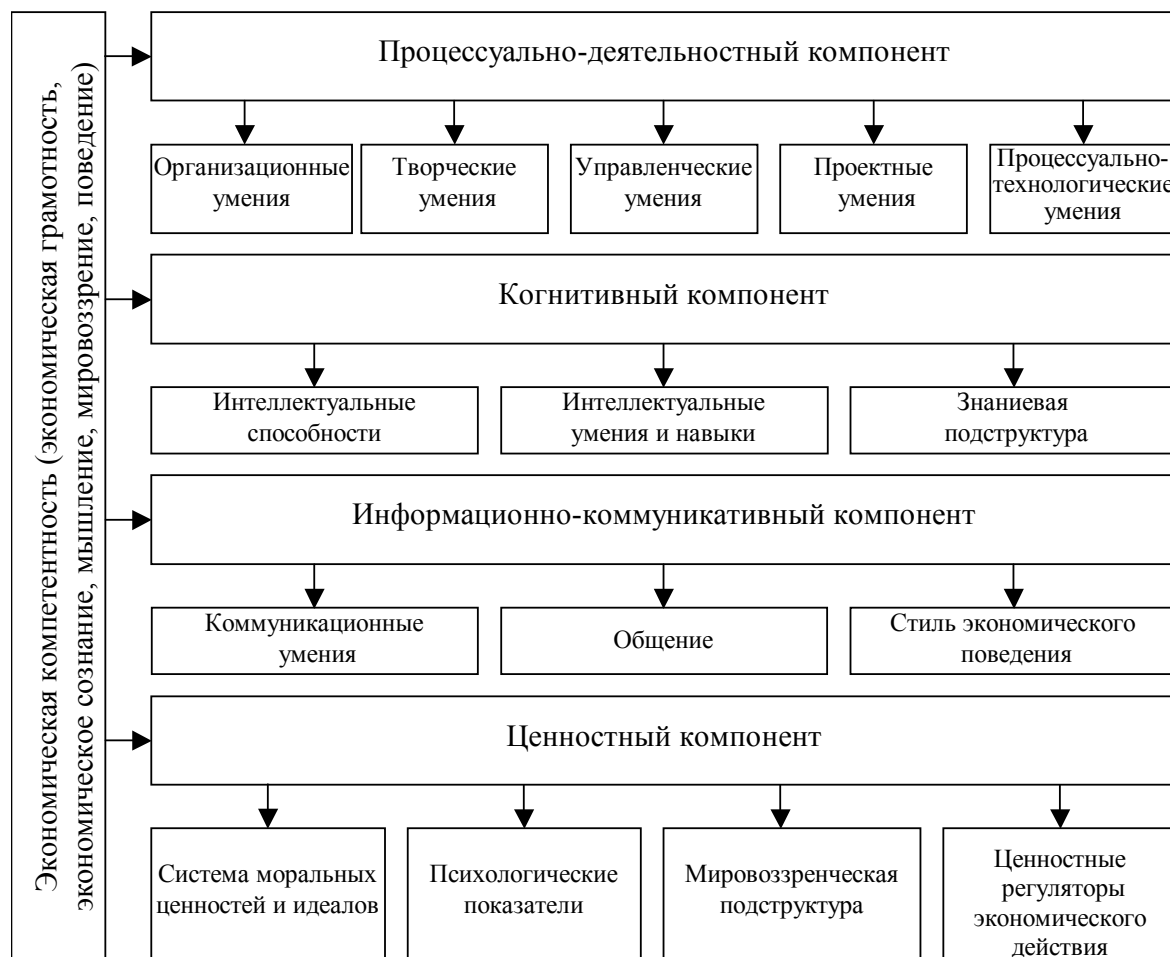 Экономическая компетентность (экономическая грамотность,
экономическое сознание, мышление, мировоззрение, поведение)
Процессуально-деятельностный компонент
Организационные
умения
Творческие
умения
Управленческие
умения
Проектные
умения
Процессуально-
технологические
умения
Когнитивный компонент
Интеллектуальные
способности
Интеллектуальные
умения и навыки
Знаниевая
подструктура
Информационно-коммуникативный компонент
Коммуникационные
умения
Общение
Стиль экономического
поведения
Ценностный компонент
Система моральных
ценностей и идеалов
Психологические
показатели
Мировоззренческая
подструктура
Ценностные
регуляторы
экономического
действия